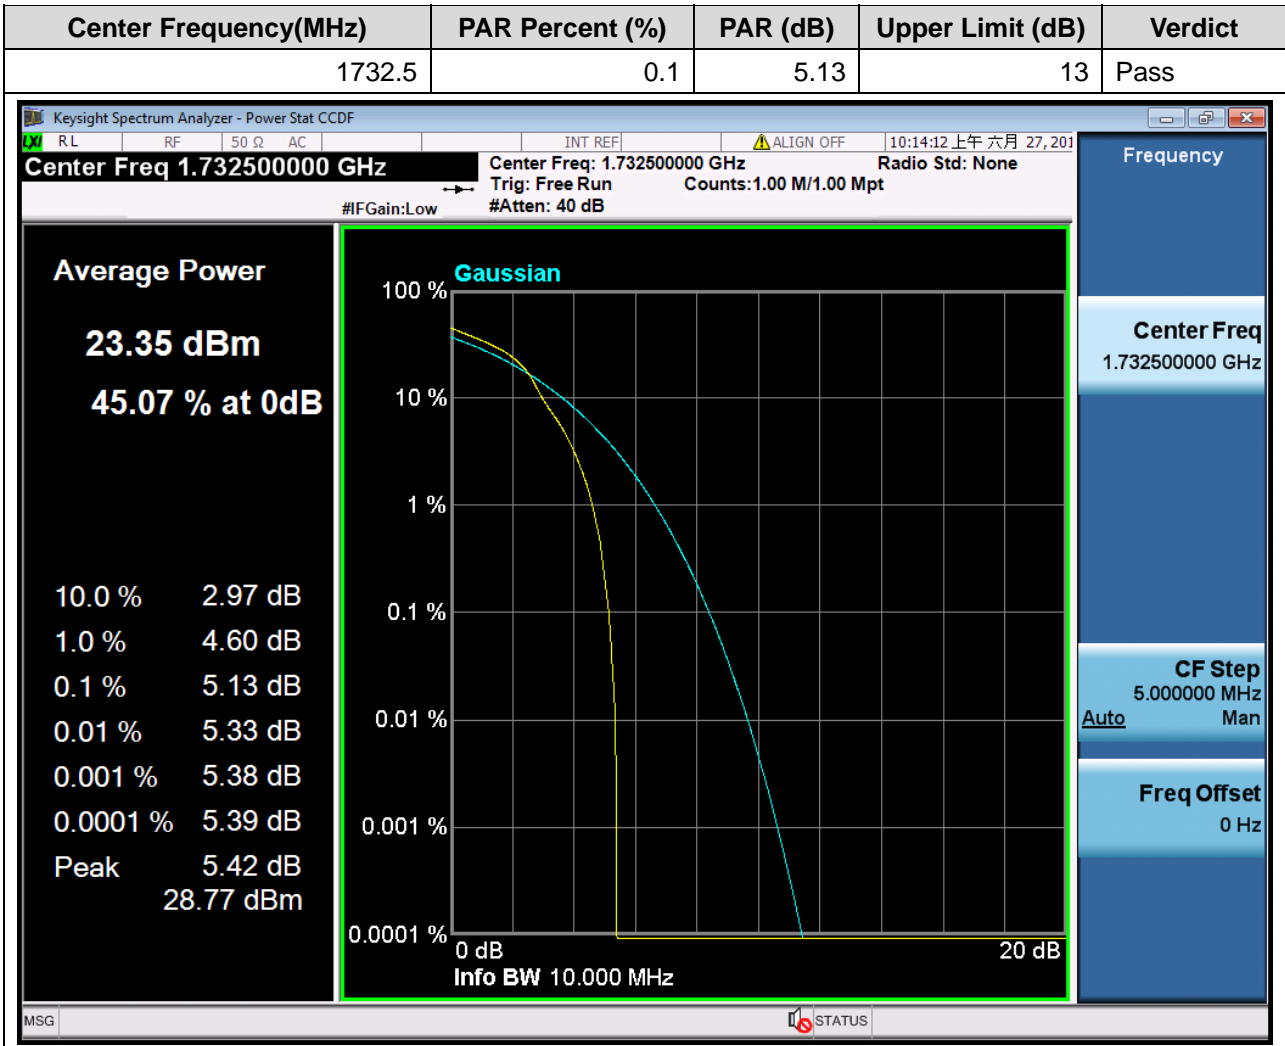 Center Frequency(MHz) PAR Percent (%) PAR (dB) Upper Limit (dB) Verdict
1732.5 0.1 5.13 13 Pass
Keysight Spectrum Analyzer - Power Stat CCDF
LXI RL RF 50 Ω AC INT REF ALIGN OFF 10:14:12 上午 六月 27, 201
Center Freq 1.732500000 GHz
#IFGain:Low
Center Freq: 1.732500000 GHz
Trig: Free Run Counts:1.00 M/1.00 Mpt
#Atten: 40 dB
Radio Std: None
Average Power
23.35 dBm
45.07 % at 0dB
10.0 % 2.97 dB
1.0 % 4.60 dB
0.1 % 5.13 dB
0.01 % 5.33 dB
0.001 % 5.38 dB
0.0001 % 5.39 dB
Peak 5.42 dB
28.77 dBm
Gaussian
100 %
10 %
1 %
0.1 %
0.01 %
0.001 %
0.0001 %
0 dB 20 dB
Info BW 10.000 MHz
Frequency
Center Freq
1.732500000 GHz
CF Step
5.000000 MHz
Auto Man
Freq Offset
0 Hz
MSG STATUS